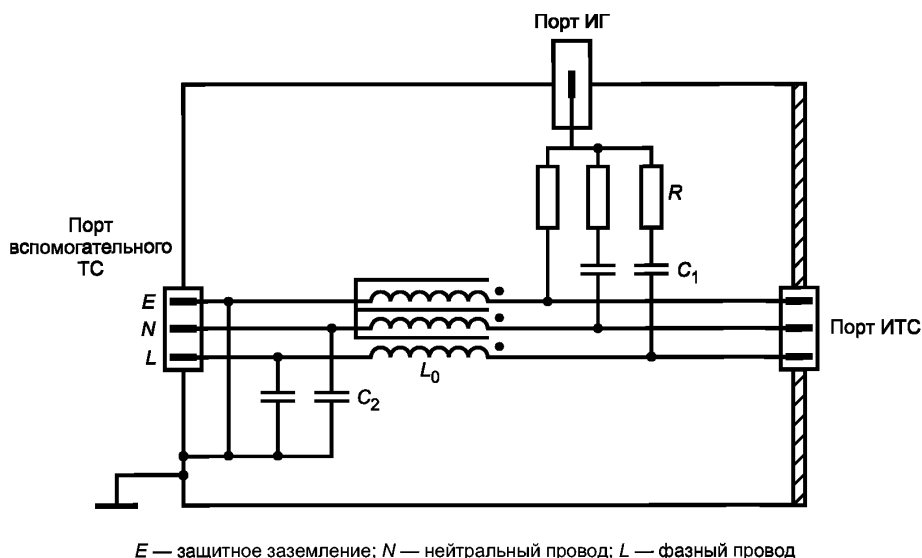 Порт ИГ
R
Порт
вспомогательного
ТС
C1
E
N
L
Порт ИТС
L0
C2
E — защитное заземление; N — нейтральный провод; L — фазный провод